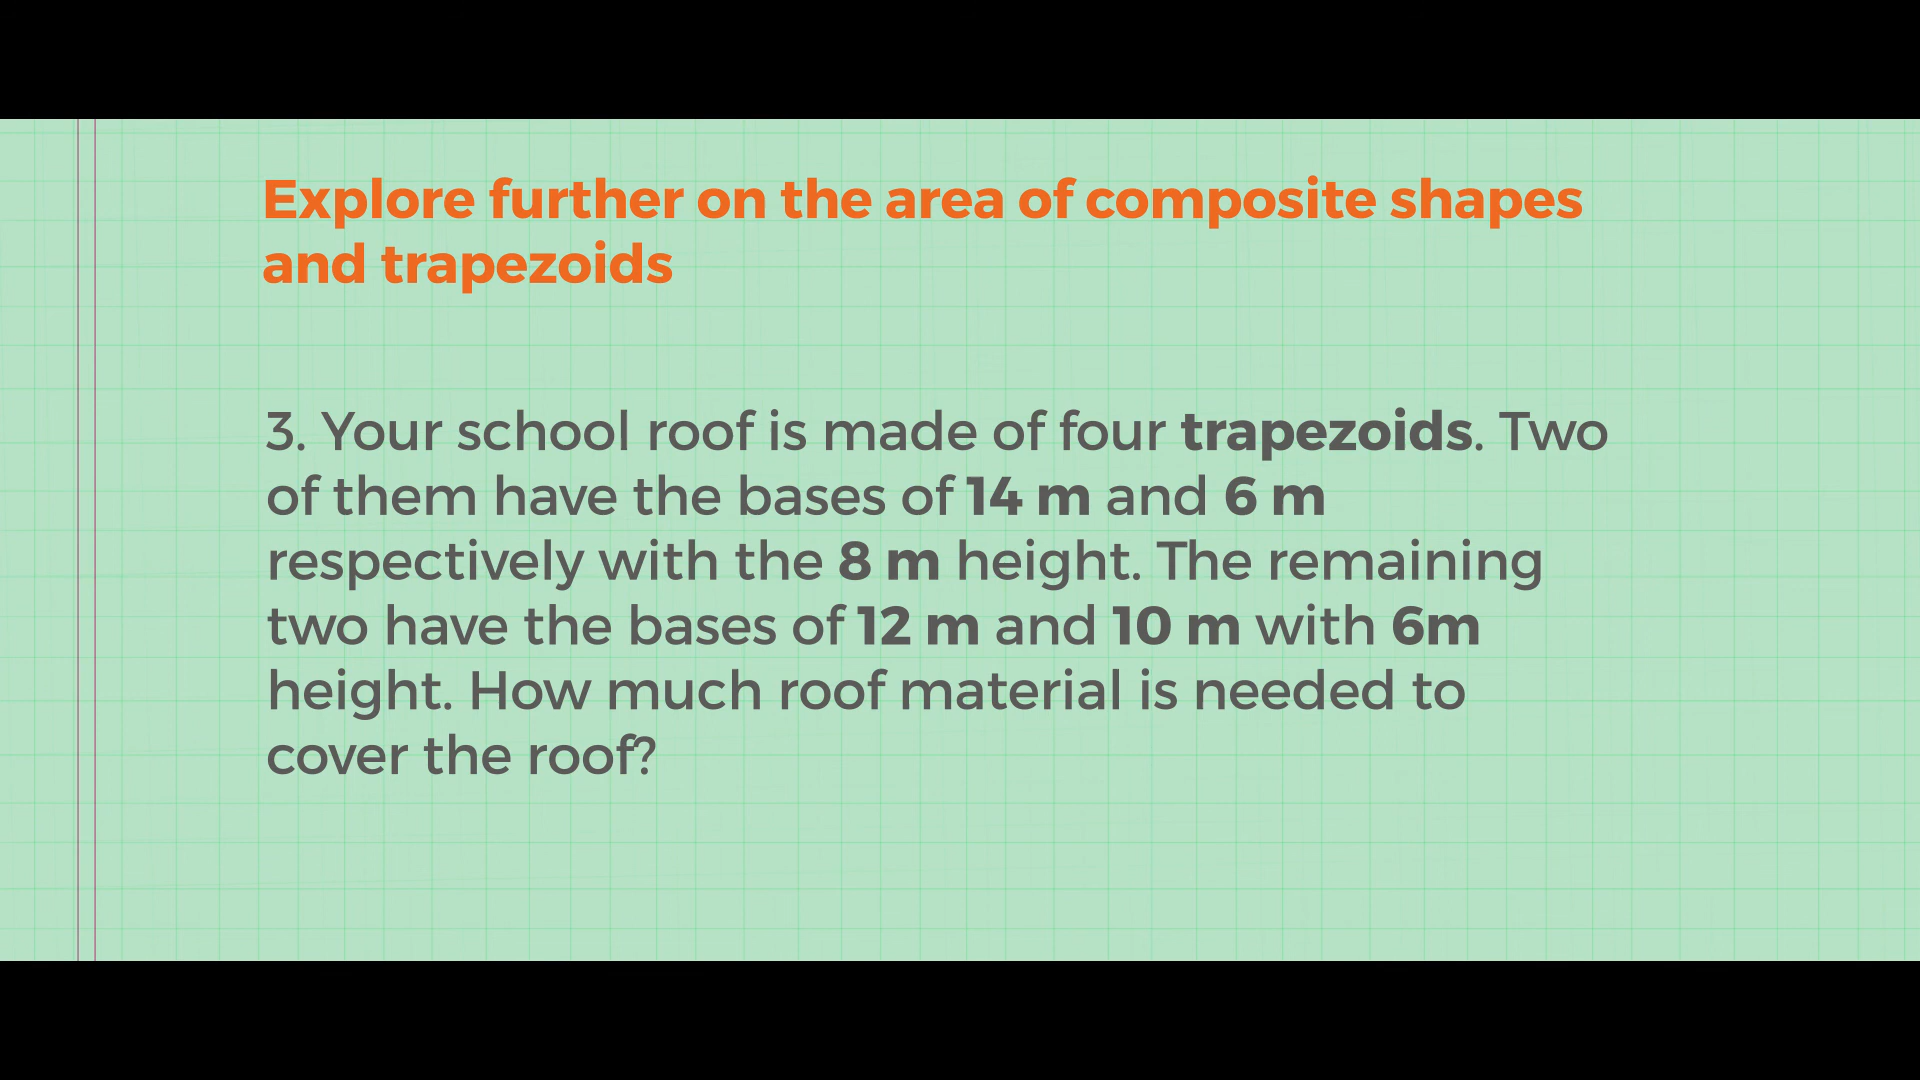 Explore further on the area of composite shapes
and trapezoids
3. Your school roof is made of four trapezoids. Two
of them have the bases of 14 m and 6 m
respectively with the 8 m height. The remaining
two have the bases of 12 m and 10 m with 6m
height. How much roof material is needed to
cover the roof?